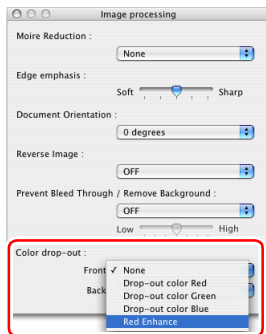 Image processing
Moire Reduction :
None
Edge emphasis :
Soft Sharp
Document Orientation :
0 degrees
Reverse Image :
OFF
Prevent Bleed Through / Remove Background :
OFF
Low High
Color drop-out :
Front ✓ None
Drop-out color Red
Back Drop-out color Green
Drop-out color Blue
Red Enhance